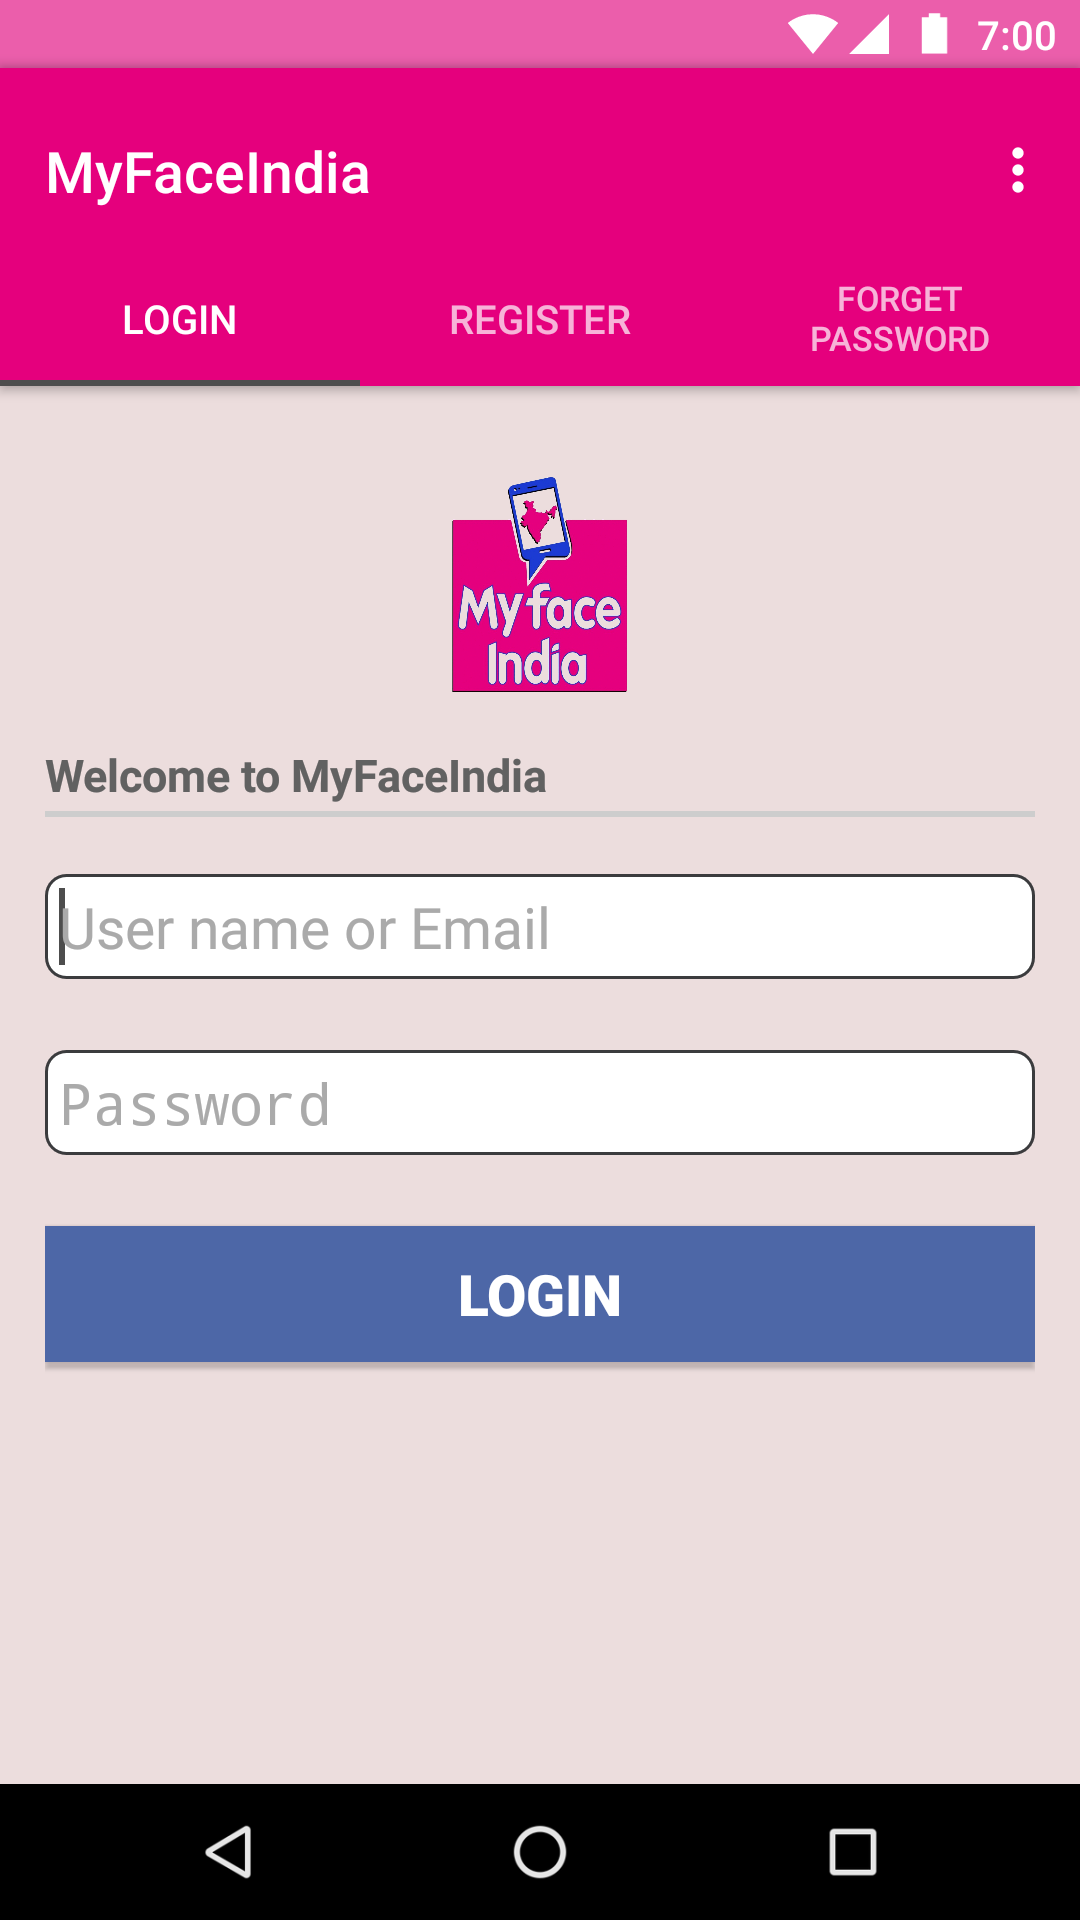 7:00
MyFaceIndia
LOGIN
REGISTER
FORGET
PASSWORD
My face
India
Welcome to MyFaceIndia
User name or Email
Password
LOGIN